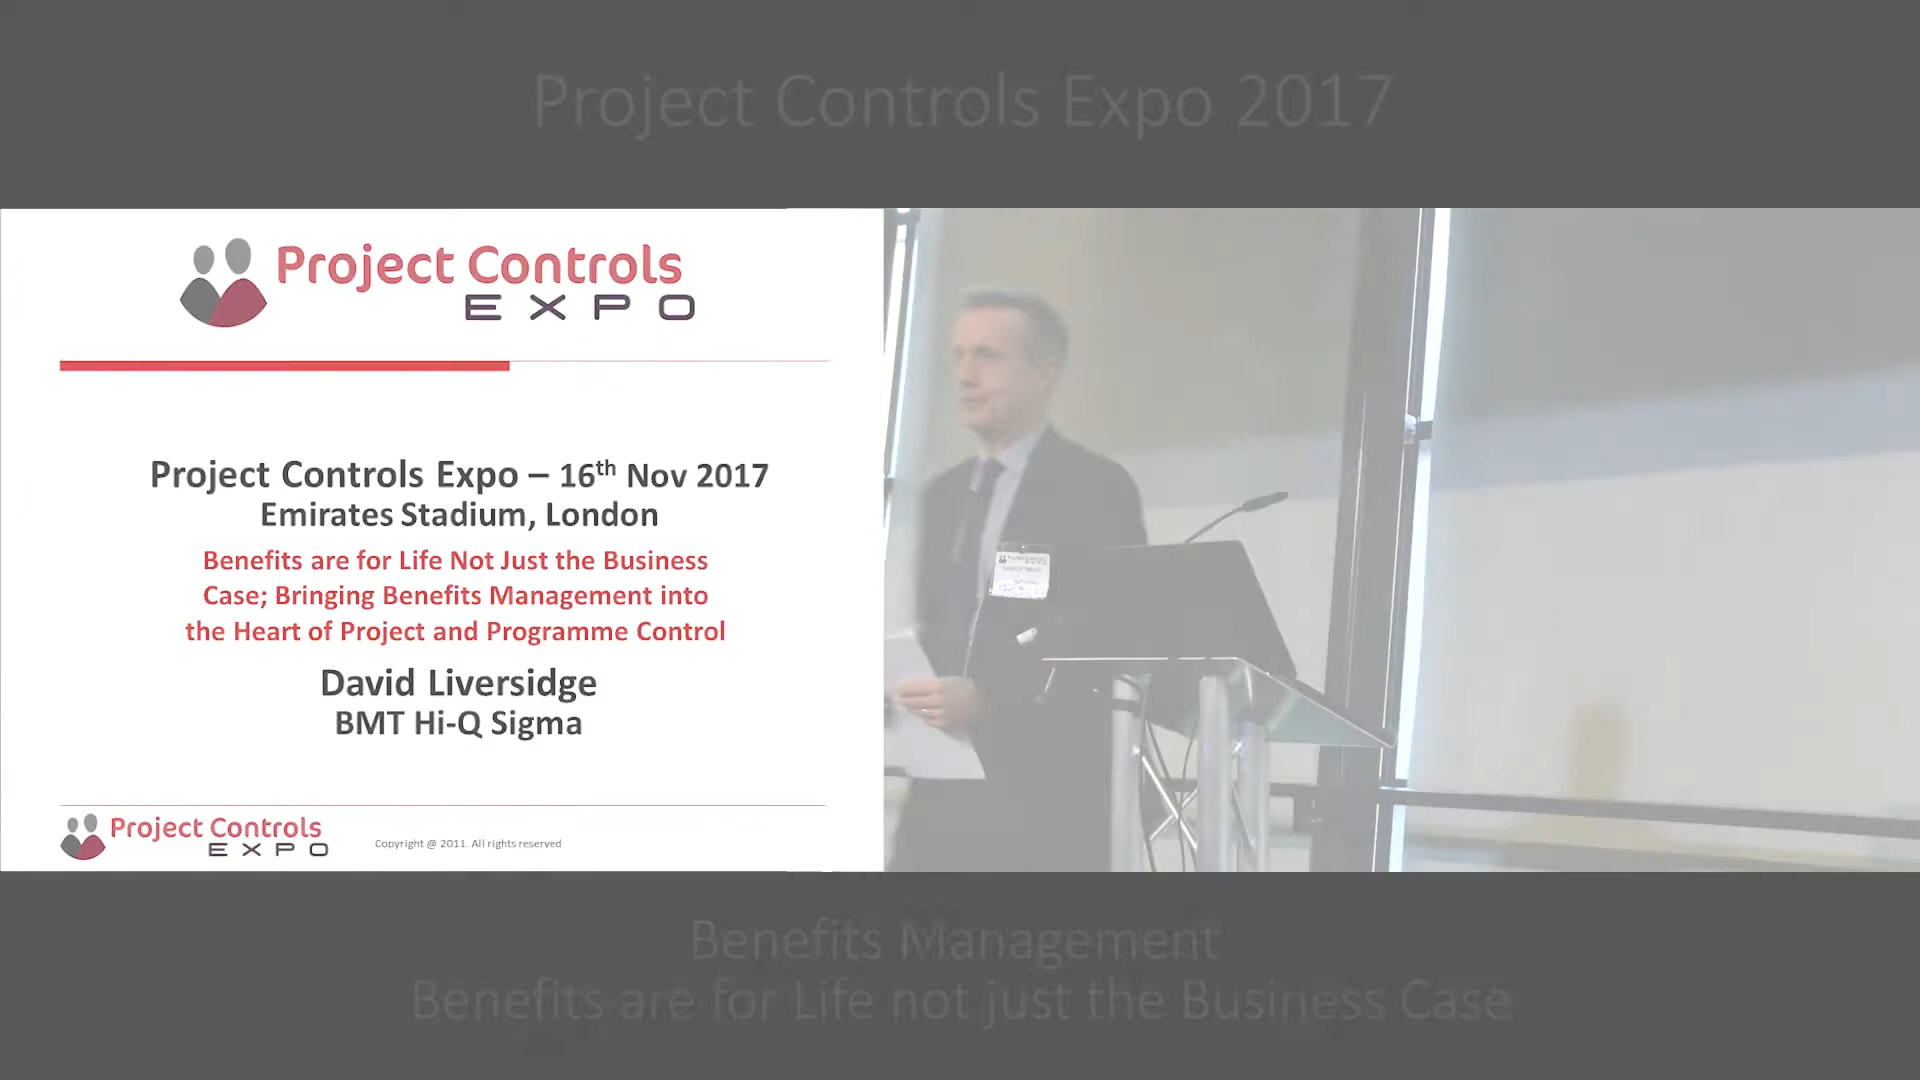 Project Controls Expo 2017
Project Controls
EXPO
Project Controls Expo – 16th Nov 2017
Emirates Stadium, London
Benefits are for Life Not Just the Business
Case; Bringing Benefits Management into
the Heart of Project and Programme Control
David Liversidge
BMT Hi-Q Sigma
Project Controls
EXPO
Copyright @ 2011. All rights reserved
Benefits Management
Benefits are for Life not just the Business Case